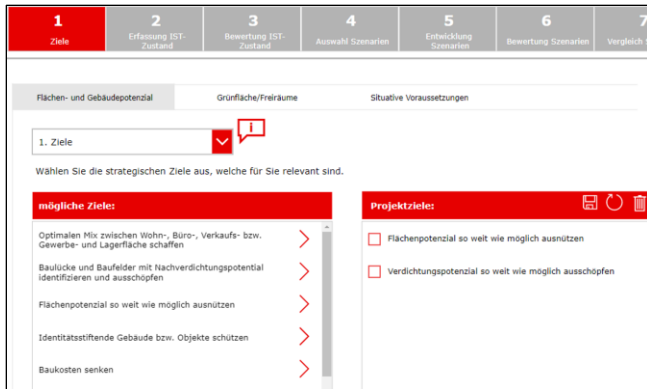 1
Ziele
2
Erfassung IST-
Zustand
3
Bewertung IST-
Zustand
4
Auswahl Szenarien
5
Entwicklung
Szenarien
6
Bewertung Szenarien
7
Vergleich
Flächen- und Gebäudepotenzial
Grünfläche/Freiräume
Situative Voraussetzungen
1. Ziele
i
Wählen Sie die strategischen Ziele aus, welche für Sie relevant sind.
mögliche Ziele:
Optimalen Mix zwischen Wohn-, Büro-, Verkaufs- bzw.
Gewerbe- und Lagerfläche schaffen
Baulücke und Baufelder mit Nachverdichtungspotential
identifizieren und ausschöpfen
Flächenpotenzial so weit wie möglich ausnützen
Identitätsstiftende Gebäude bzw. Objekte schützen
Baukosten senken
Projektziele:
Flächenpotenzial so weit wie möglich ausnützen
Verdichtungspotenzial so weit wie möglich ausschöpfen